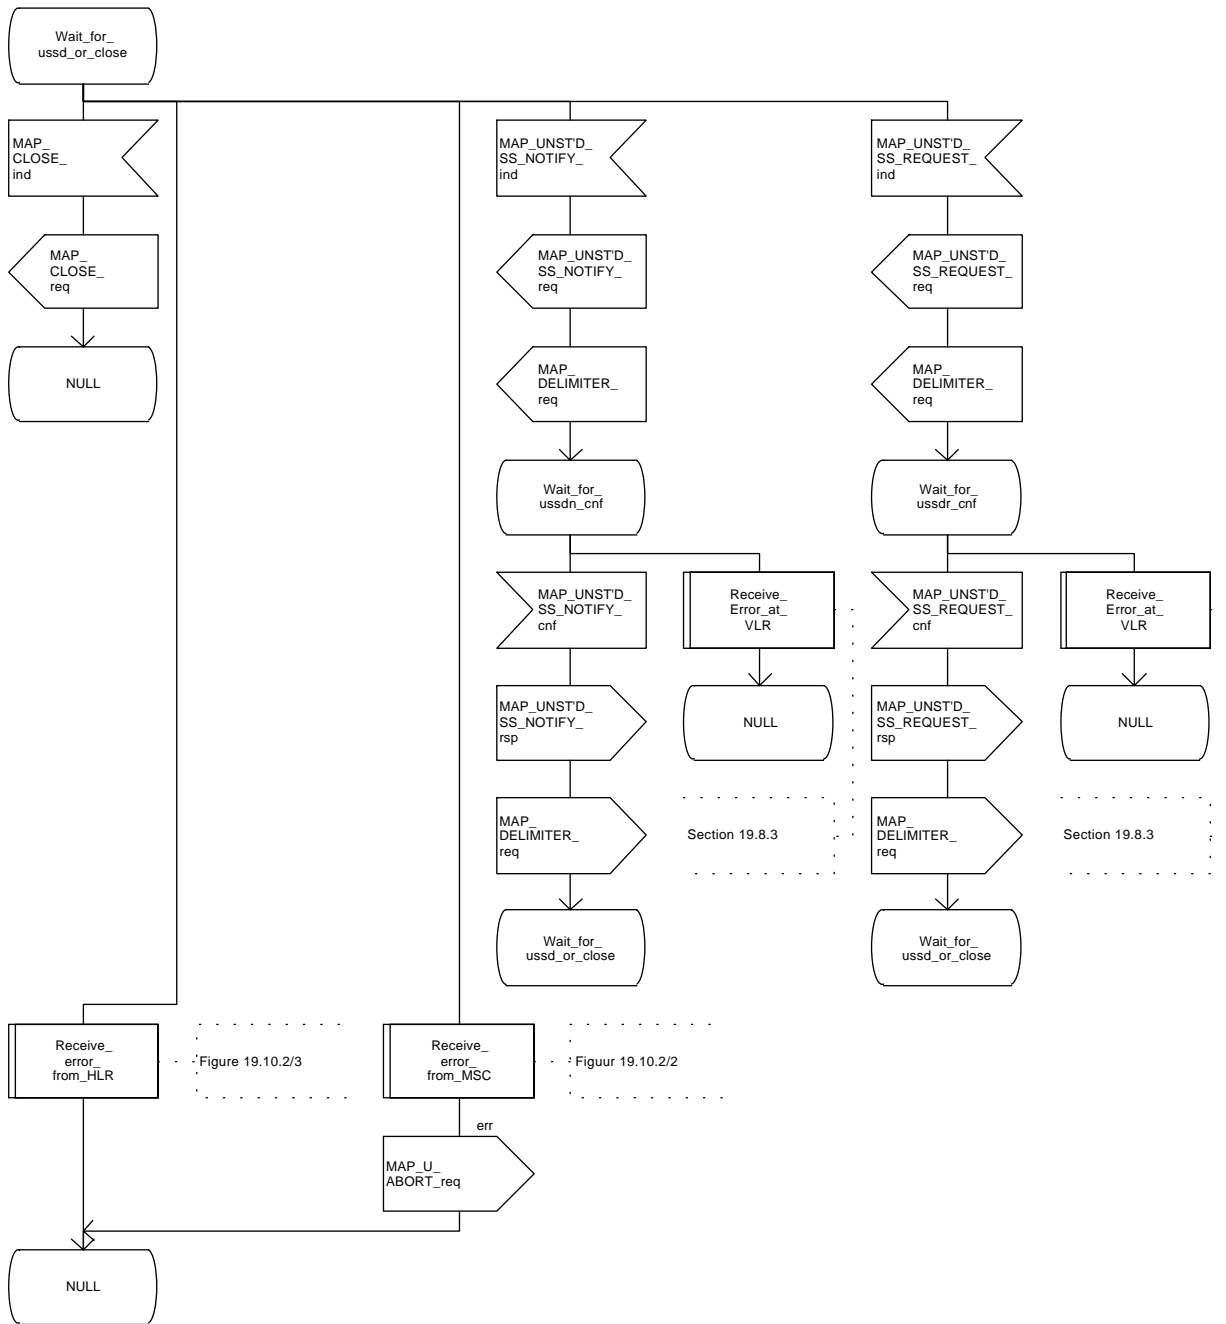 Wait_for_
ussd_or_close
MAP_
CLOSE_
ind
MAP_UNST'D_
SS_NOTIFY_
ind
MAP_UNST'D_
SS_REQUEST_
ind
MAP_
CLOSE_
req
MAP_UNST'D_
SS_NOTIFY_
req
MAP_UNST'D_
SS_REQUEST_
req
NULL
MAP_
DELIMITER_
req
MAP_
DELIMITER_
req
Wait_for_
ussdn_cnf
Wait_for_
ussdr_cnf
MAP_UNST'D_
SS_NOTIFY_
cnf
Receive_
Error_at_
VLR
MAP_UNST'D_
SS_REQUEST_
cnf
Receive_
Error_at_
VLR
MAP_UNST'D_
SS_NOTIFY_
rsp
NULL
MAP_UNST'D_
SS_REQUEST_
rsp
NULL
MAP_
DELIMITER_
req
Section 19.8.3
MAP_
DELIMITER_
req
Section 19.8.3
Wait_for_
ussd_or_close
Wait_for_
ussd_or_close
Receive_
error_
from_HLR
Figure 19.10.2/3
Receive_
error_
from_MSC
Figuur 19.10.2/2
err
MAP_U_
ABORT_req
NULL